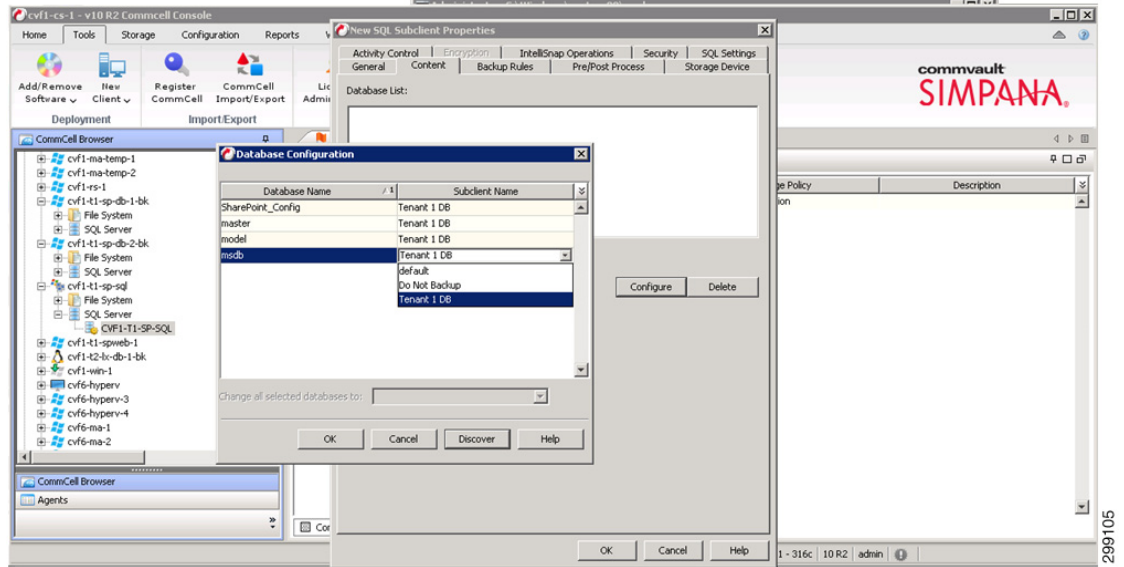 cvf1-cs-1 - v10 R2 Commcell Console
Home Tools Storage Configuration Reports
Add/Remove Software
New Client
Register CommCell
CommCell Import/Export
Deployment
Import/Export
commvault
SIMPANA.
CommCell Browser
cvf1-ma-temp-1
cvf1-ma-temp-2
cvf1-rs-1
cvf1-t1-sp-db-1-bk
File System
SQL Server
cvf1-t1-sp-db-2-bk
File System
SQL Server
cvf1-t1-sp-sql
File System
SQL Server
CVF1-T1-SP-SQL
cvf1-t1-spweb-1
cvf1-t2-lx-db-1-bk
cvf1-win-1
cvf6-hyperv
cvf6-hyperv-3
cvf6-hyperv-4
cvf6-ma-1
cvf6-ma-2
CommCell Browser
Agents
New SQL Subclient Properties
Activity Control Encryption IntelliSnap Operations Security SQL Settings
General Content Backup Rules Pre/Post Process Storage Device
Database List:
Configure Delete
OK Cancel Help
Database Configuration
Database Name / 1 Subclient Name
SharePoint_Config Tenant 1 DB
master Tenant 1 DB
model Tenant 1 DB
msdb Tenant 1 DB
default
Do Not Backup
Tenant 1 DB
Change all selected databases to:
OK Cancel Discover Help
Policy Description
1 - 316c 10 R2 admin
299105